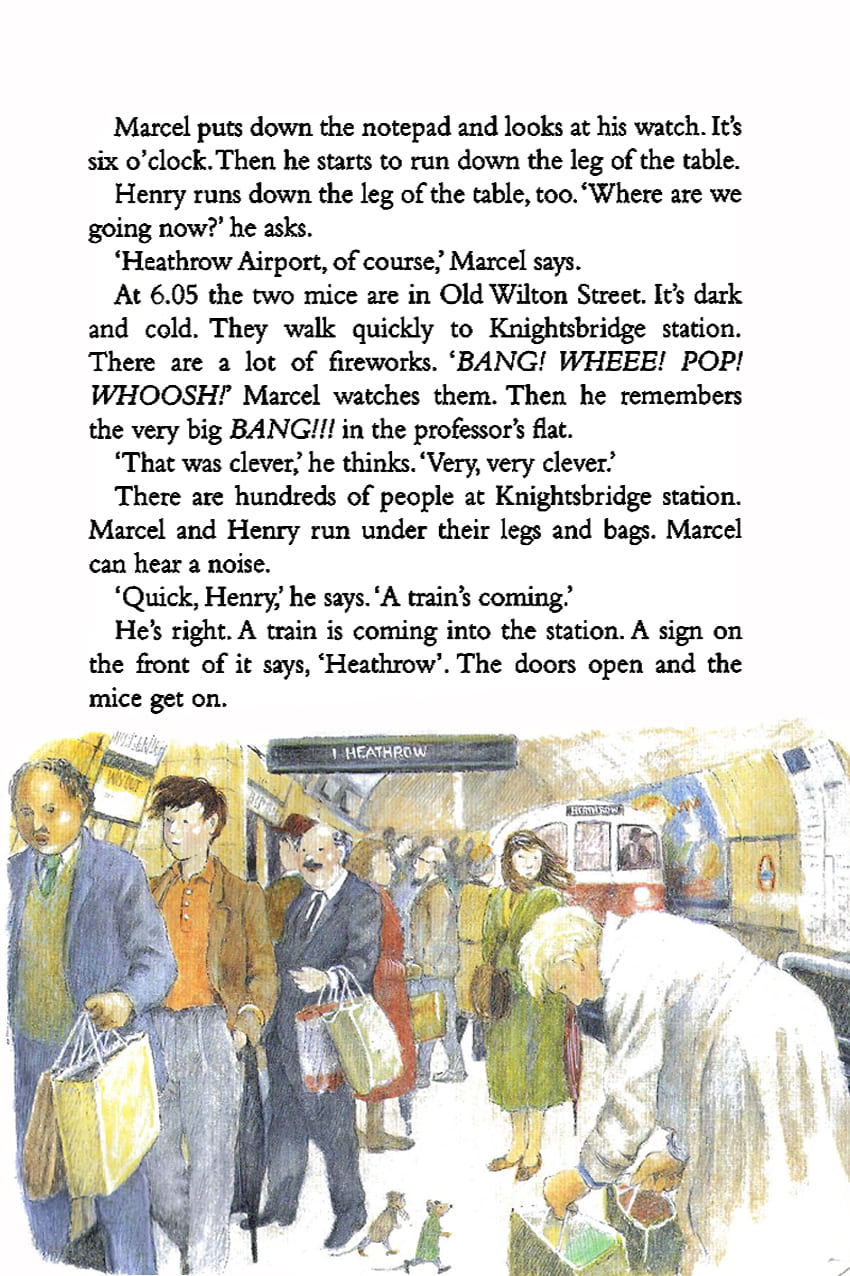 Marcel puts down the notepad and looks at his watch. It's
six o'clock. Then he starts to run down the leg of the table.
Henry runs down the leg of the table, too. ‘Where are we
going now?’ he asks.
‘Heathrow Airport, of course,’ Marcel says.
At 6.05 the two mice are in Old Wilton Street. It's dark
and cold. They walk quickly to Knightsbridge station.
There are a lot of fireworks. ‘BANG! WHEEE! POP!
WHOOSH!’ Marcel watches them. Then he remembers
the very big BANG!!! in the professor's flat.
‘That was clever,’ he thinks. ‘Very, very clever.’
There are hundreds of people at Knightsbridge station.
Marcel and Henry run under their legs and bags. Marcel
can hear a noise.
‘Quick, Henry,’ he says. ‘A train's coming.’
He's right. A train is coming into the station. A sign on
the front of it says, ‘Heathrow’. The doors open and the
mice get on.
1 HEATHROW
WAY OUT
HEATHROW